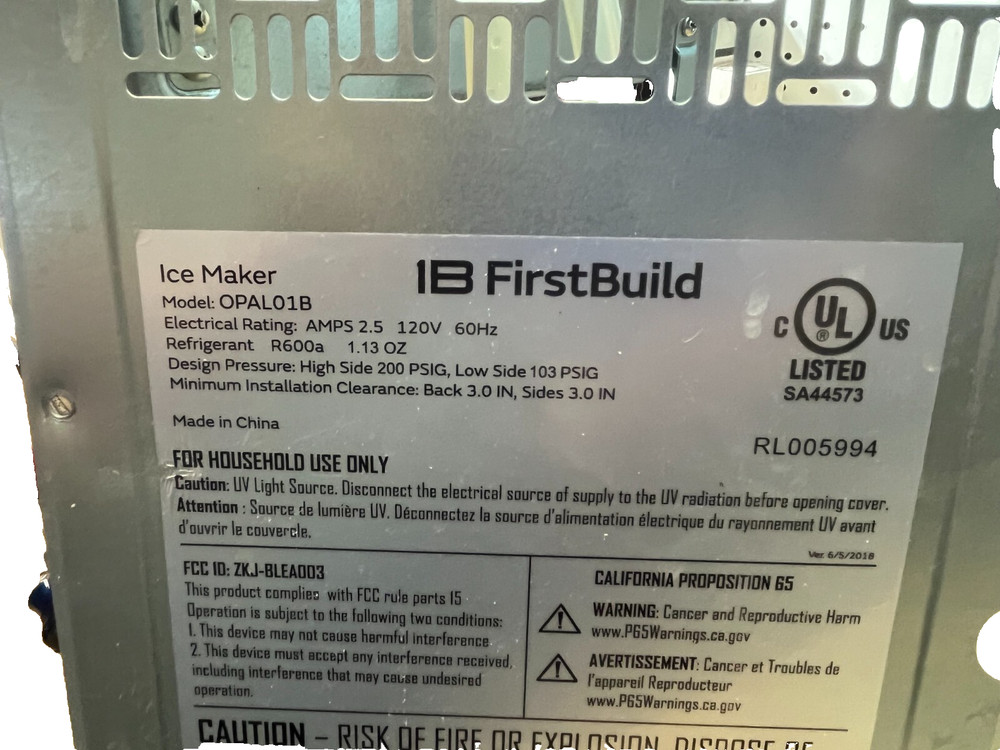 Ice Maker
FirstBuild
Model: OPAL01B
Electrical Rating: AMPS 2.5 120V 60Hz
Refrigerant R600a 1.13 OZ
Design Pressure: High Side 200 PSIG, Low Side 103 PSIG
Minimum Installation Clearance: Back 3.0 IN, Sides 3.0 IN
Made in China
C UL US
®
LISTED
SA44573
RL005994
FOR HOUSEHOLD USE ONLY
Caution: UV Light Source. Disconnect the electrical source of supply to the UV radiation before opening cover.
Attention : Source de lumière UV. Déconnectez la source d'alimentation électrique du rayonnement UV avant
d'ouvrir le couvercle.
Ver. 6/5/2018
FCC ID: ZKJ-BLEA003
This product complies with FCC rule parts 15
Operation is subject to the following two conditions:
1. This device may not cause harmful interference.
2. This device must accept any interference received,
including interference that may cause undesired
operation.
CALIFORNIA PROPOSITION 65
WARNING: Cancer and Reproductive Harm
www.P65Warnings.ca.gov
AVERTISSEMENT: Cancer et Troubles de
l'appareil Reproducteur
www.P65Warnings.ca.gov
CAUTION – RISK OF FIRE OR EXPLOSION. DISPOSE OF